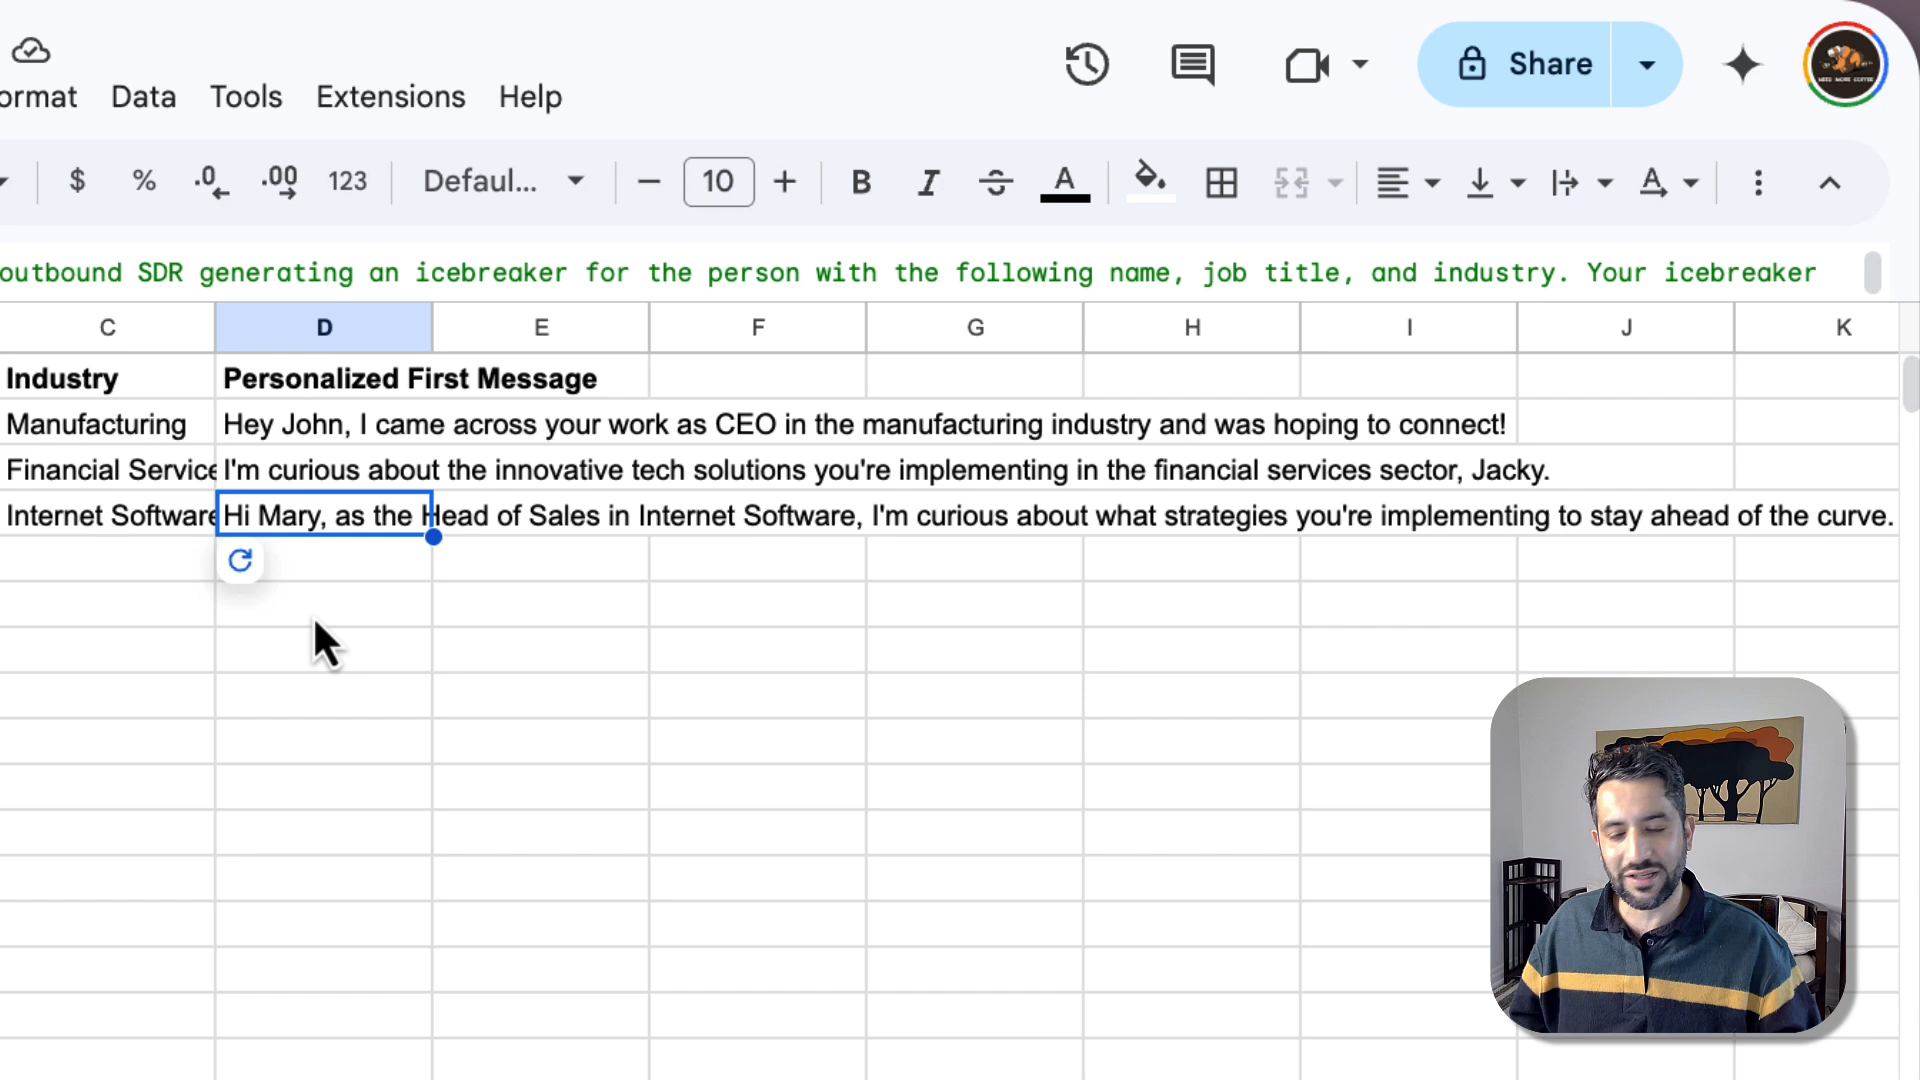 ormat Data Tools Extensions Help
Share
$ % .0 .00 123 Defaul... 10 B I A A
outbound SDR generating an icebreaker for the person with the following name, job title, and industry. Your icebreaker
C D E F G H I J K
Industry Personalized First Message
Manufacturing Hey John, I came across your work as CEO in the manufacturing industry and was hoping to connect!
Financial Service I'm curious about the innovative tech solutions you're implementing in the financial services sector, Jacky.
Internet Software Hi Mary, as the Head of Sales in Internet Software, I'm curious about what strategies you're implementing to stay ahead of the curve.
NEED MORE COFFEE